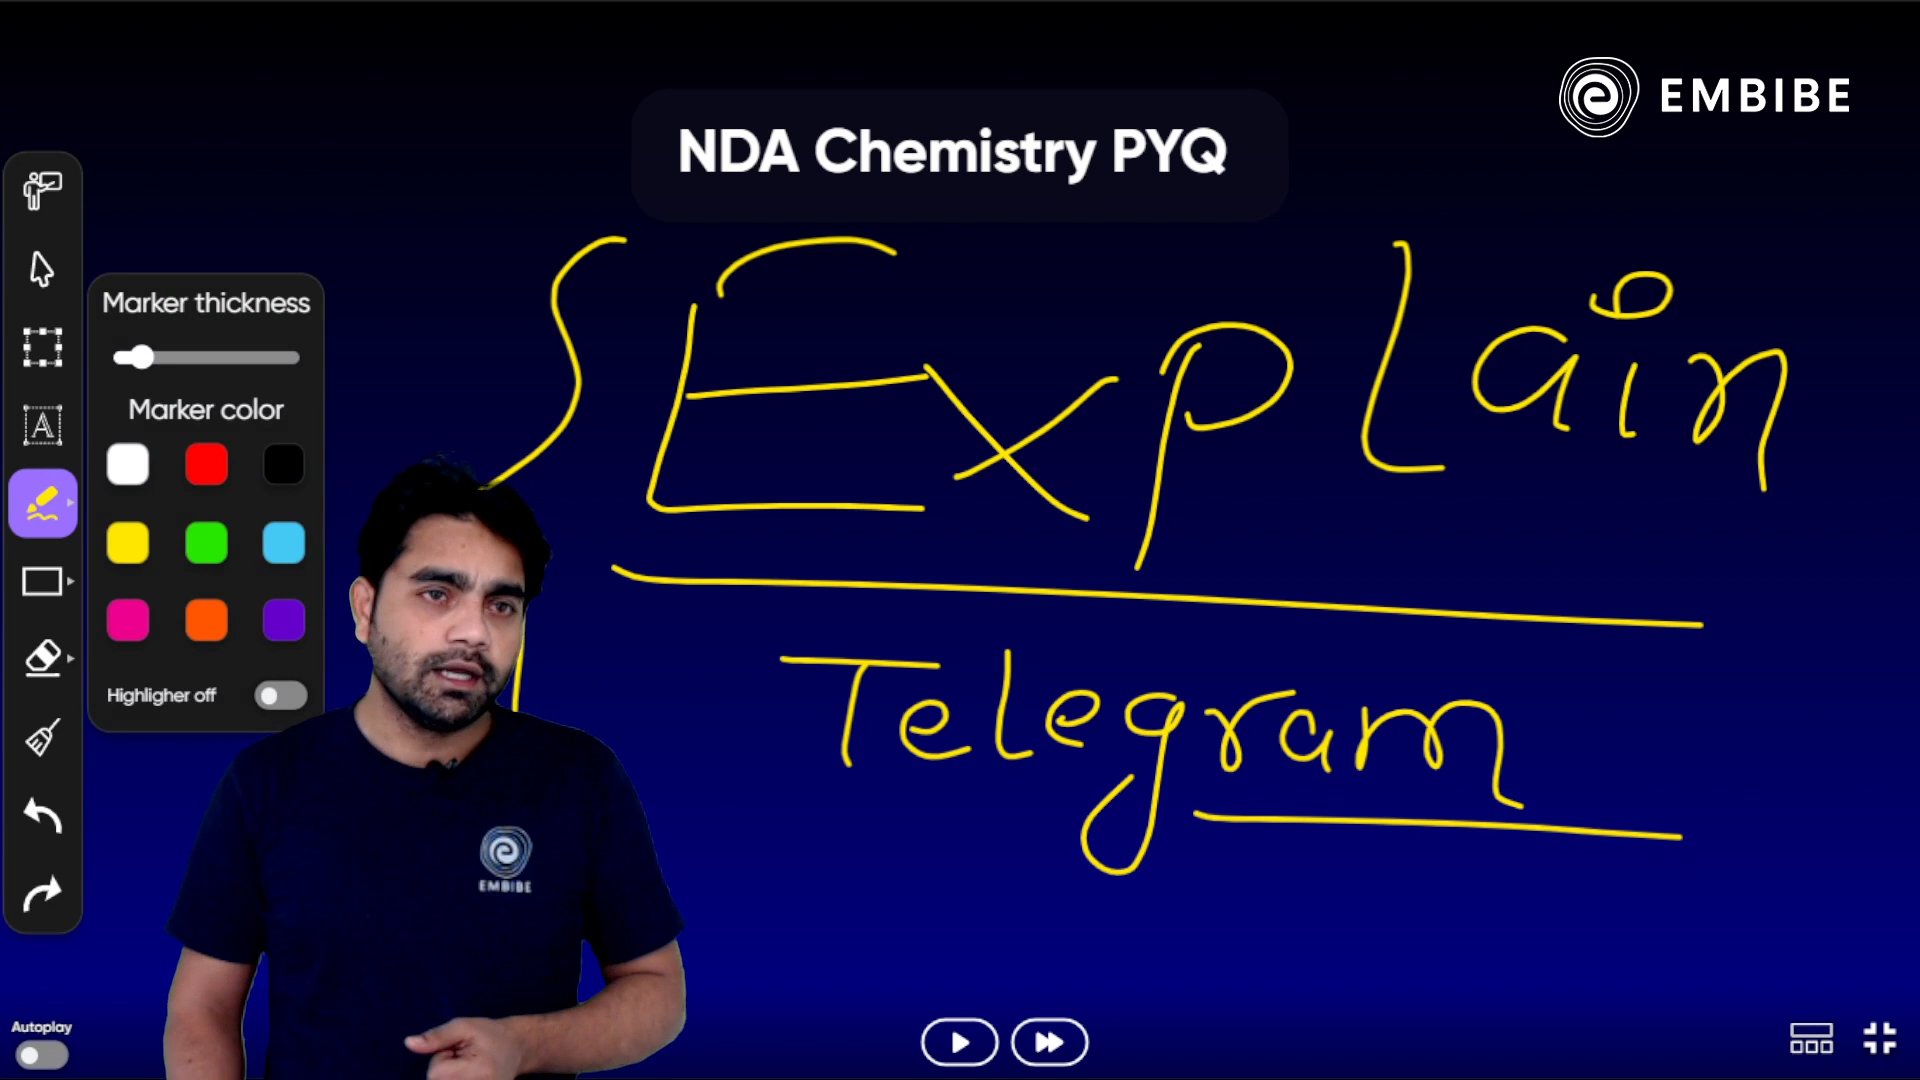 EMBIBE
NDA Chemistry PYQ
Marker thickness
Marker color
Highligher off
Explain
Telegram
EMBIBE
Autoplay